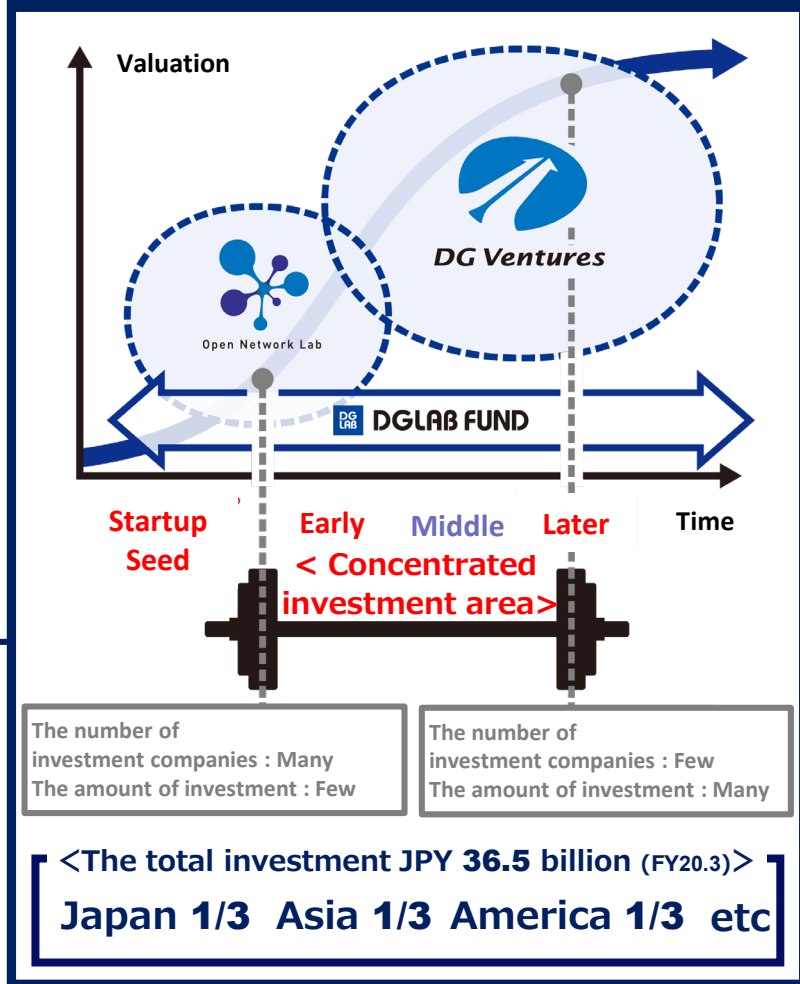 Valuation
DG Ventures
Open Network Lab
DG LAB DGLAB FUND
Startup Seed
Early
Middle
Later
Time
< Concentrated
investment area>
The number of
investment companies : Many
The amount of investment : Few
The number of
investment companies : Few
The amount of investment : Many
<The total investment JPY 36.5 billion (FY20.3)>
Japan 1/3 Asia 1/3 America 1/3 etc